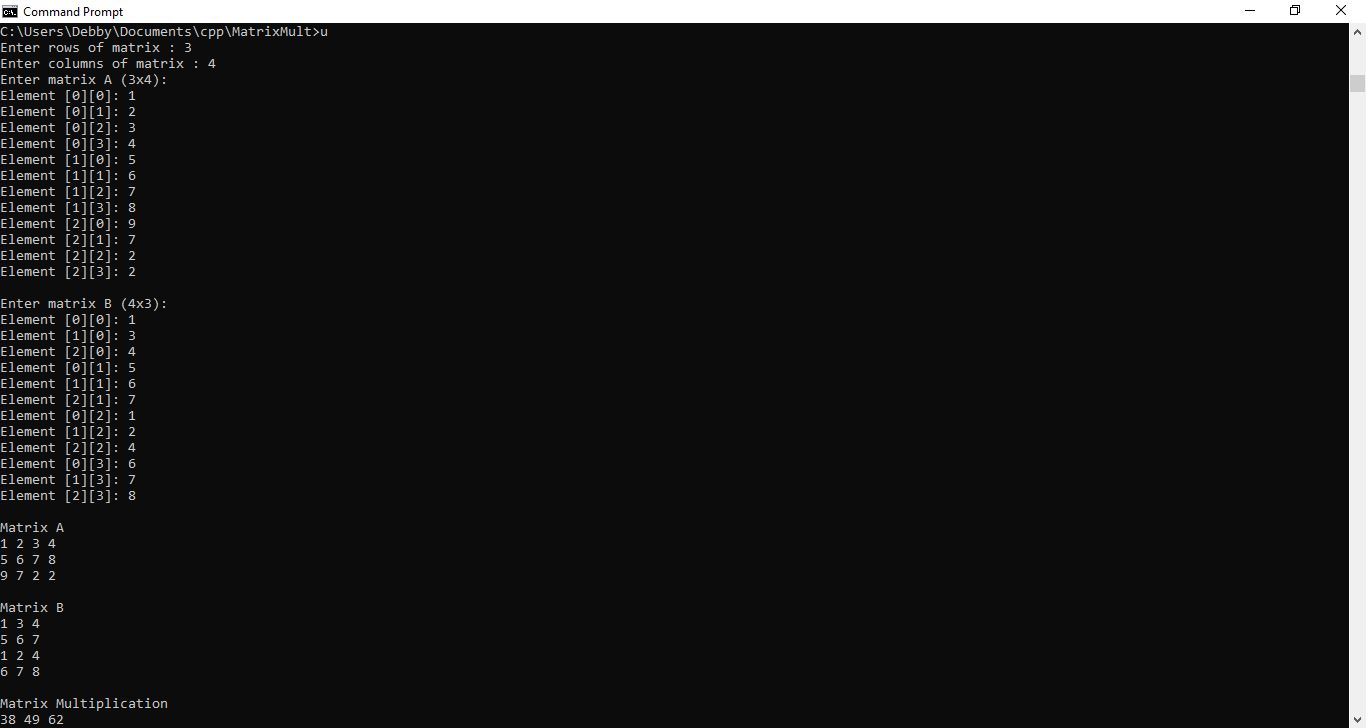 Command Prompt
C:\Users\Debby\Documents\cpp\MatrixMult>u
Enter rows of matrix : 3
Enter columns of matrix : 4
Enter matrix A (3x4):
Element [0][0]: 1
Element [0][1]: 2
Element [0][2]: 3
Element [0][3]: 4
Element [1][0]: 5
Element [1][1]: 6
Element [1][2]: 7
Element [1][3]: 8
Element [2][0]: 9
Element [2][1]: 7
Element [2][2]: 2
Element [2][3]: 2
Enter matrix B (4x3):
Element [0][0]: 1
Element [1][0]: 3
Element [2][0]: 4
Element [0][1]: 5
Element [1][1]: 6
Element [2][1]: 7
Element [0][2]: 1
Element [1][2]: 2
Element [2][2]: 4
Element [0][3]: 6
Element [1][3]: 7
Element [2][3]: 8
Matrix A
1 2 3 4
5 6 7 8
9 7 2 2
Matrix B
1 3 4
5 6 7
1 2 4
6 7 8
Matrix Multiplication
38 49 62